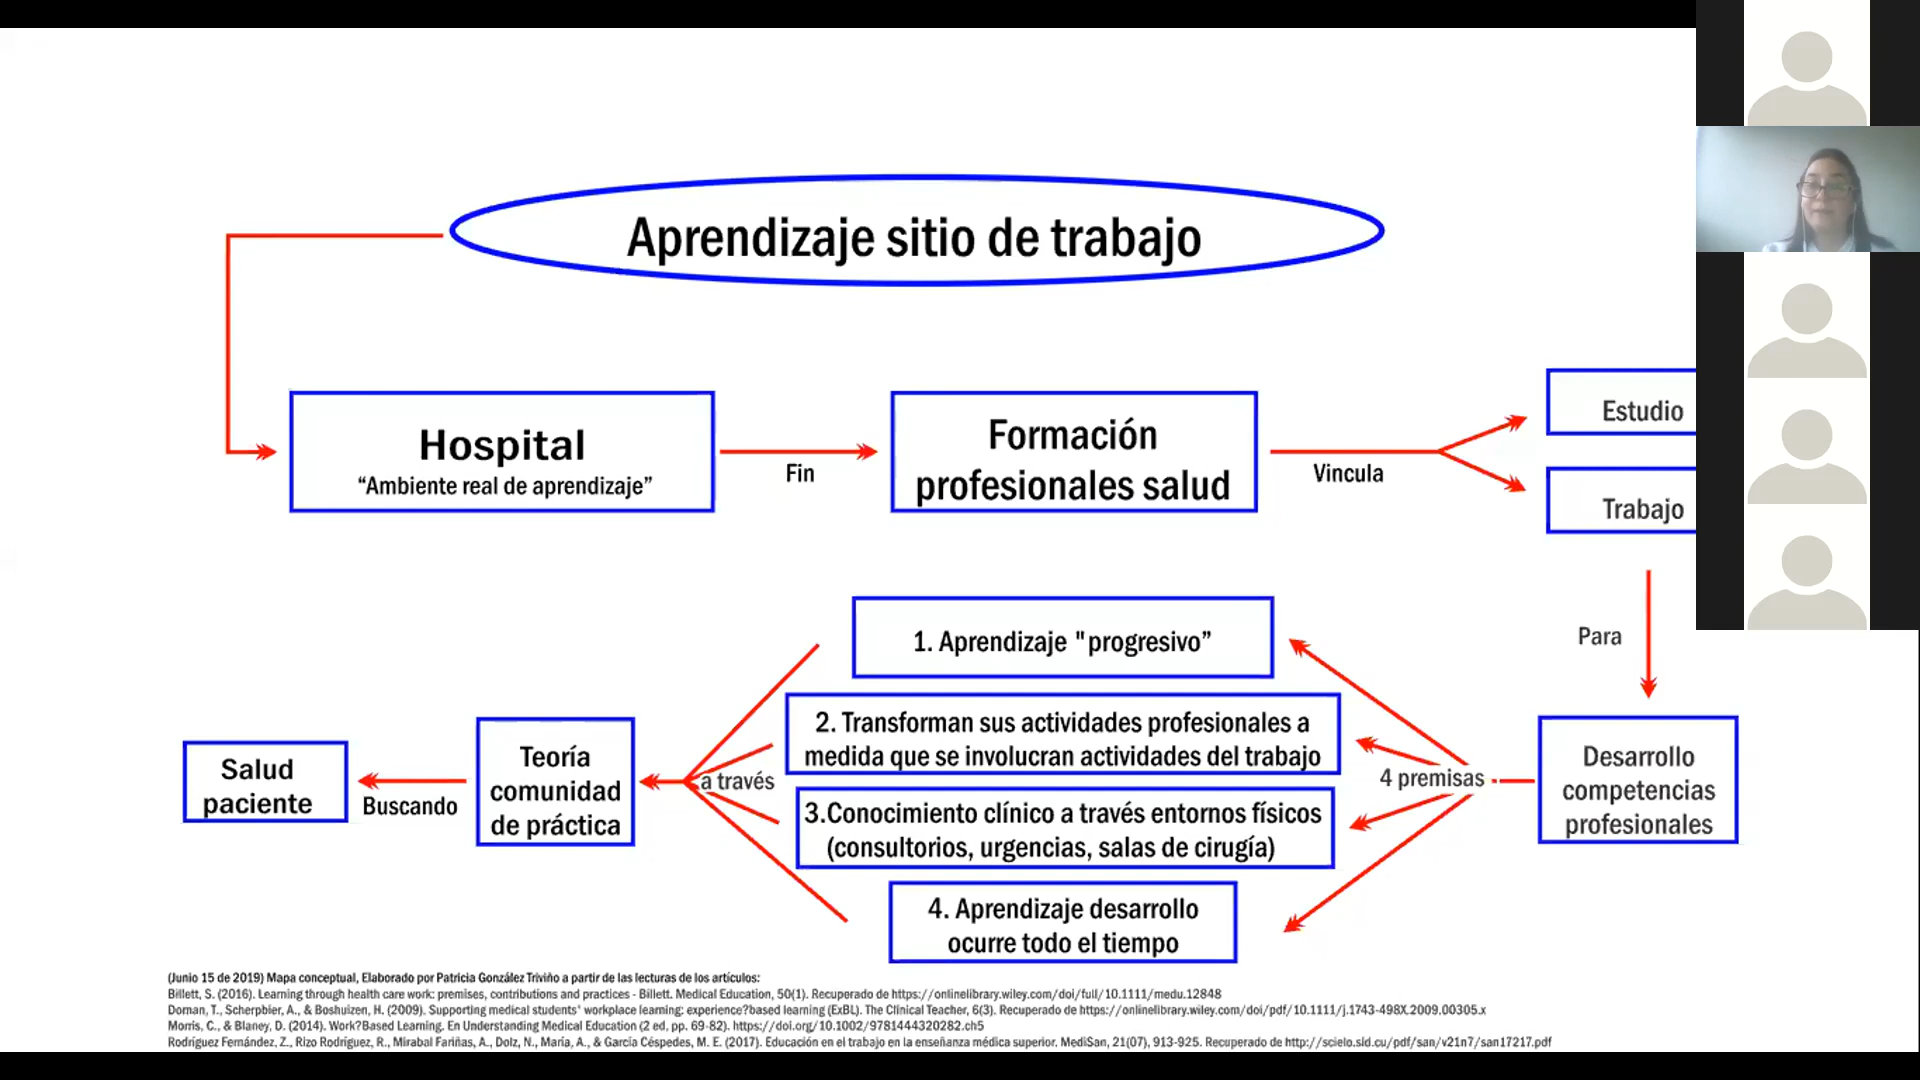 Aprendizaje sitio de trabajo
Hospital
“Ambiente real de aprendizaje”
Fin
Formación
profesionales salud
Vincula
Estudio
Trabajo
Para
Desarrollo
competencias
profesionales
4 premisas
1. Aprendizaje "progresivo”
2. Transforman sus actividades profesionales a
medida que se involucran actividades del trabajo
3.Conocimiento clínico a través entornos físicos
(consultorios, urgencias, salas de cirugía)
4. Aprendizaje desarrollo
ocurre todo el tiempo
a través
Teoría
comunidad
de práctica
Buscando
Salud
paciente
(Junio 15 de 2019) Mapa conceptual, Elaborado por Patricia González Triviño a partir de las lecturas de los artículos:
Billett, S. (2016). Learning through health care work: premises, contributions and practices - Billett. Medical Education, 50(1). Recuperado de https://onlinelibrary.wiley.com/doi/full/10.1111/medu.12848
Dornan, T., Scherpbier, A., & Boshuizen, H. (2009). Supporting medical students' workplace learning: experience?based learning (ExBL). The Clinical Teacher, 6(3). Recuperado de https://onlinelibrary.wiley.com/doi/pdf/10.1111/j.1743-498X.2009.00305.x
Morris, C., & Blaney, D. (2014). Work?Based Learning. En Understanding Medical Education (2 ed, pp. 69-82). https://doi.org/10.1002/9781444320282.ch5
Rodríguez Fernández, Z., Rizo Rodríguez, R., Mirabal Fariñas, A., Dolz, N., María, A., & García Céspedes, M. E. (2017). Educación en el trabajo en la enseñanza médica superior. MediSan, 21(07), 913-925. Recuperado de http://scielo.sld.cu/pdf/san/v21n7/san17217.pdf